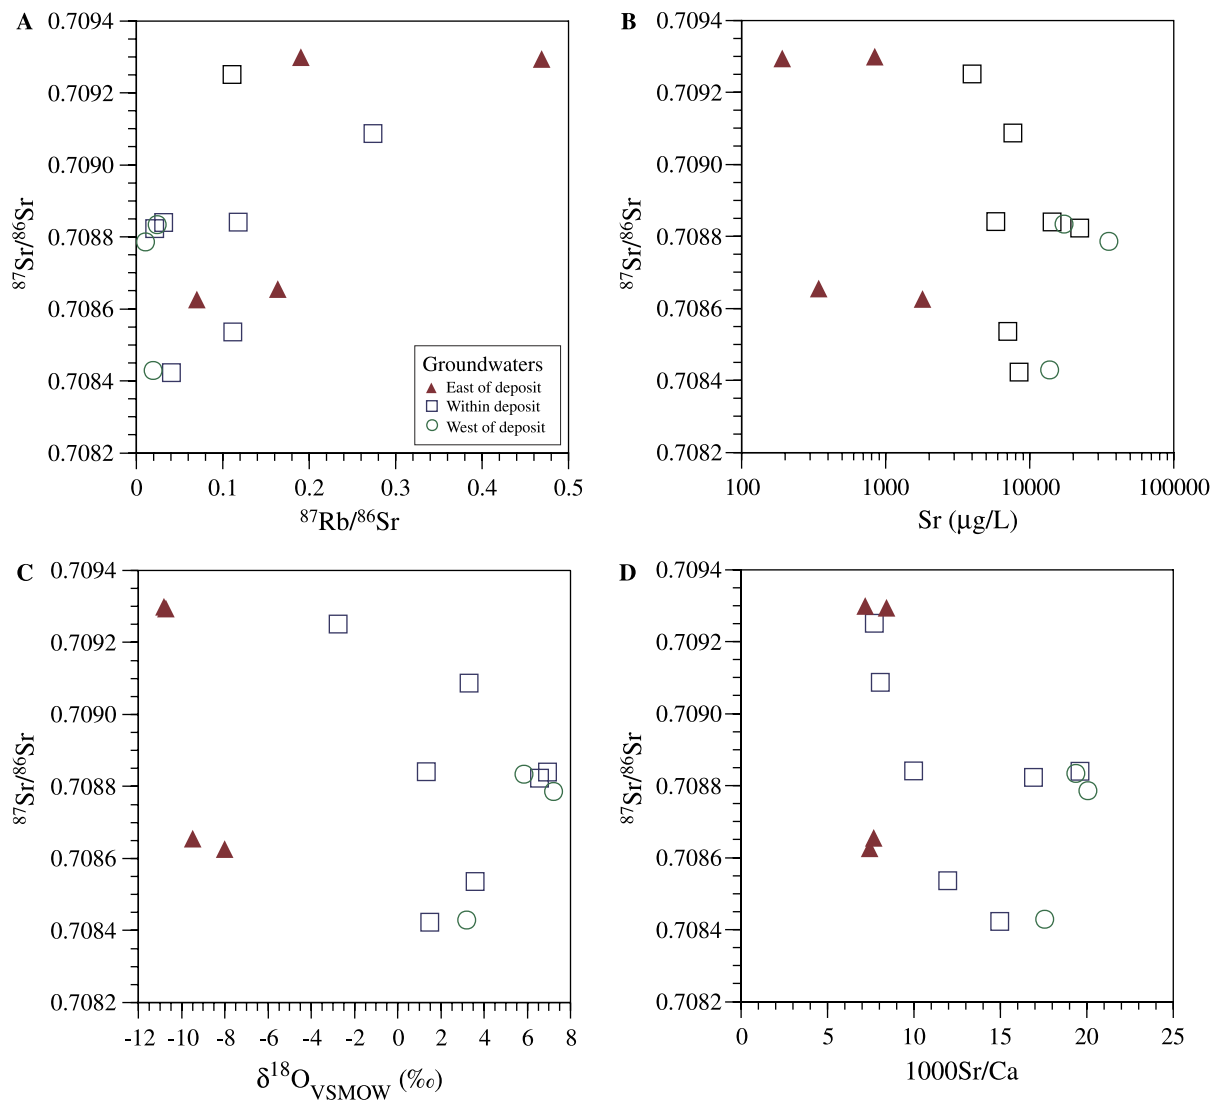 A
0.7094
0.7092
0.7090
0.7088
0.7086
0.7084
0.7082
⁸⁷Sr/⁸⁶Sr
0 0.1 0.2 0.3 0.4 0.5
⁸⁷Rb/⁸⁶Sr
Groundwaters
East of deposit
Within deposit
West of deposit
B
0.7094
0.7092
0.7090
0.7088
0.7086
0.7084
0.7082
⁸⁷Sr/⁸⁶Sr
100 1000 10000 100000
Sr (µg/L)
C
0.7094
0.7092
0.7090
0.7088
0.7086
0.7084
0.7082
⁸⁷Sr/⁸⁶Sr
-12 -10 -8 -6 -4 -2 0 2 4 6 8
δ¹⁸O_VSMOW (‰)
D
0.7094
0.7092
0.7090
0.7088
0.7086
0.7084
0.7082
⁸⁷Sr/⁸⁶Sr
0 5 10 15 20 25
1000Sr/Ca